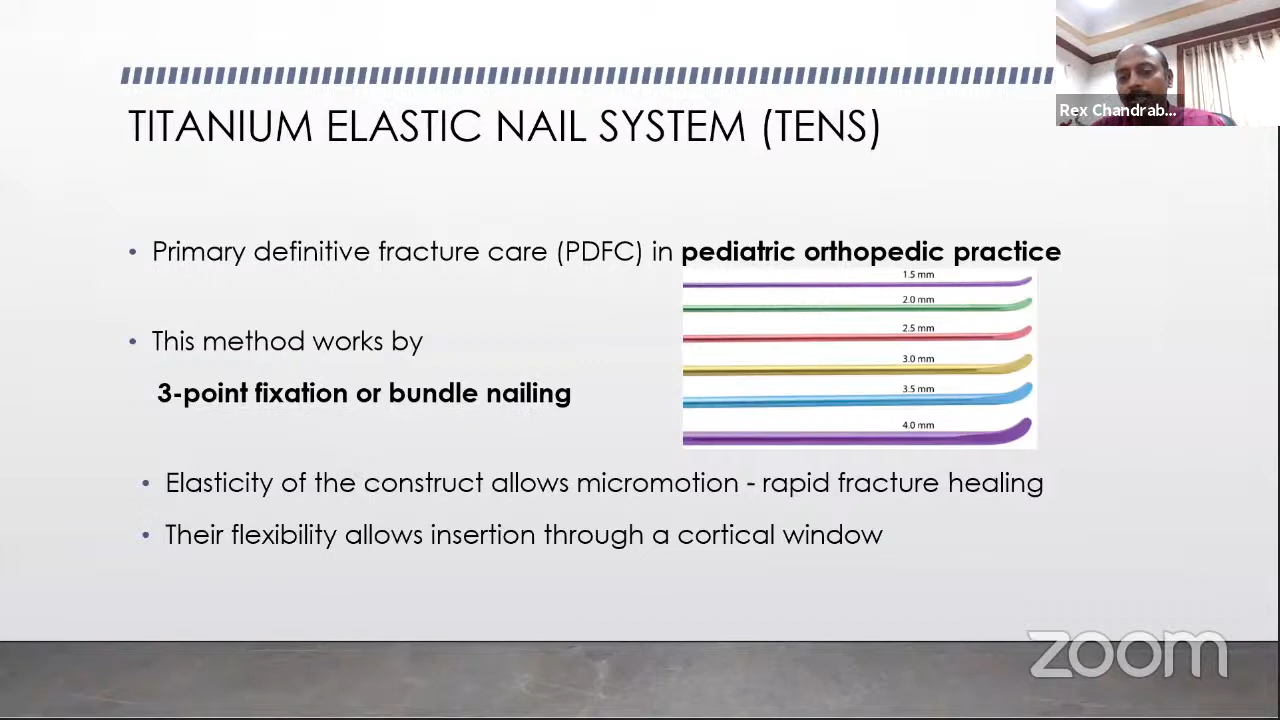 Rex Chandrab...
TITANIUM ELASTIC NAIL SYSTEM (TENS)
• Primary definitive fracture care (PDFC) in pediatric orthopedic practice
1.5 mm
2.0 mm
2.5 mm
3.0 mm
3.5 mm
4.0 mm
• This method works by
3-point fixation or bundle nailing
• Elasticity of the construct allows micromotion - rapid fracture healing
• Their flexibility allows insertion through a cortical window
zoom